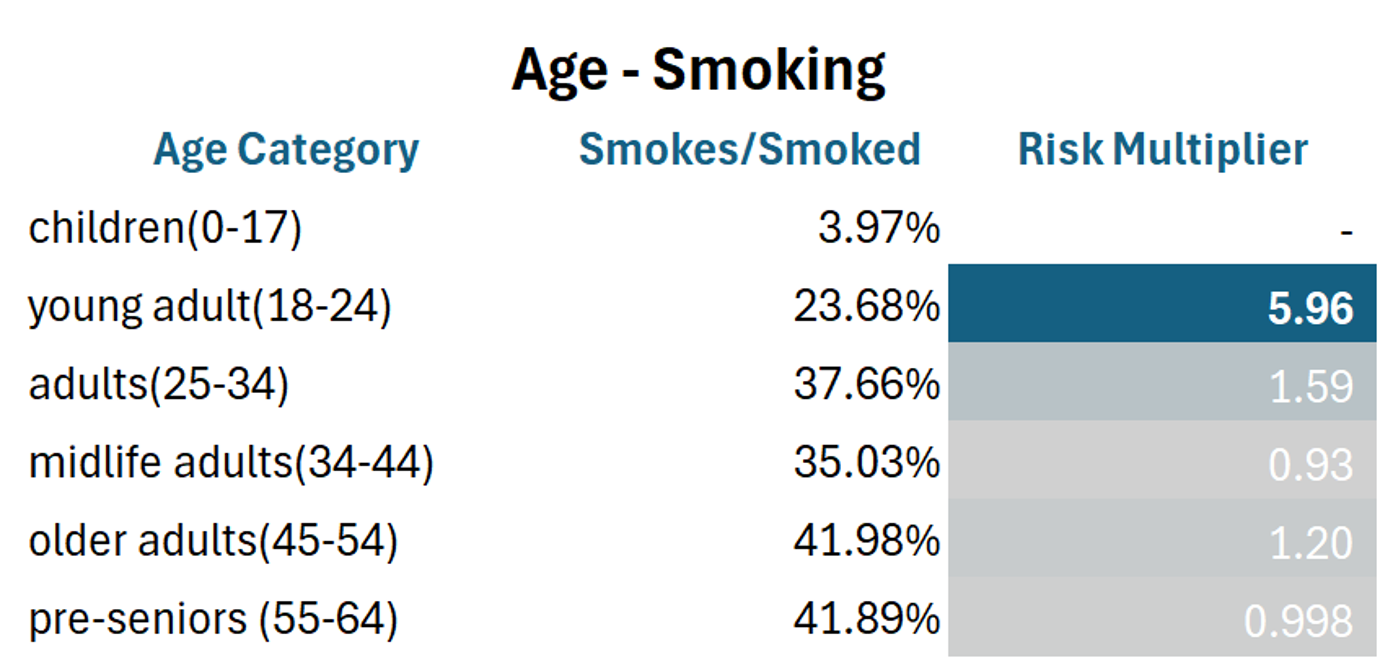 Age - Smoking
Age Category Smokes/Smoked Risk Multiplier
children(0-17) 3.97% -
young adult(18-24) 23.68% 5.96
adults(25-34) 37.66% 1.59
midlife adults(34-44) 35.03% 0.93
older adults(45-54) 41.98% 1.20
pre-seniors (55-64) 41.89% 0.998